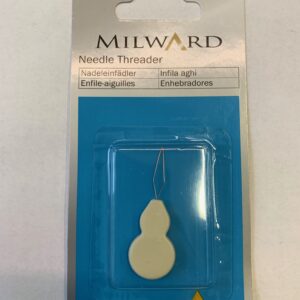 MILWARD
Needle Threader
Nadeleinfädler Infila aghi
Enfile-aiguilles Enhebradores